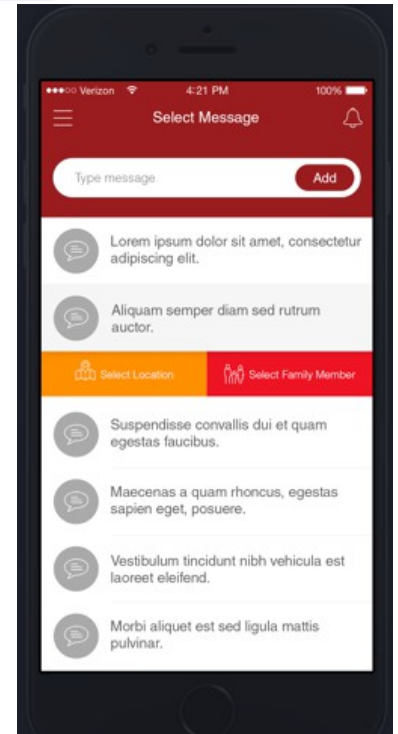 Verizon 4:21 PM 100%
Select Message
Type message Add
Lorem ipsum dolor sit amet, consectetur
adipiscing elit.
Aliquam semper diam sed rutrum
auctor.
Select Location Select Family Member
Suspendisse convallis dui et quam
egestas faucibus.
Maecenas a quam rhoncus, egestas
sapien eget, posuere.
Vestibulum tincidunt nibh vehicula est
laoreet eleifend.
Morbi aliquet est sed ligula mattis
pulvinar.